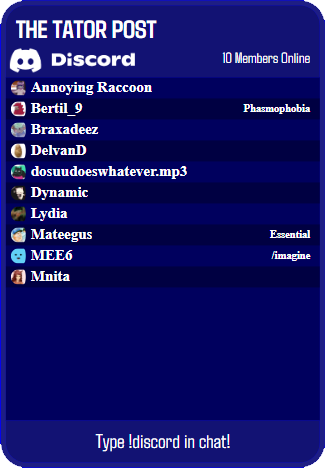 THE TATOR POST
Discord 10 Members Online
Annoying Raccoon
Bertil_9 Phasmophobia
Braxadeez
DelvanD
dosuudoeswhatever.mp3
Dynamic
Lydia
Mateegus Essential
MEE6 /imagine
Mnita
Type !discord in chat!